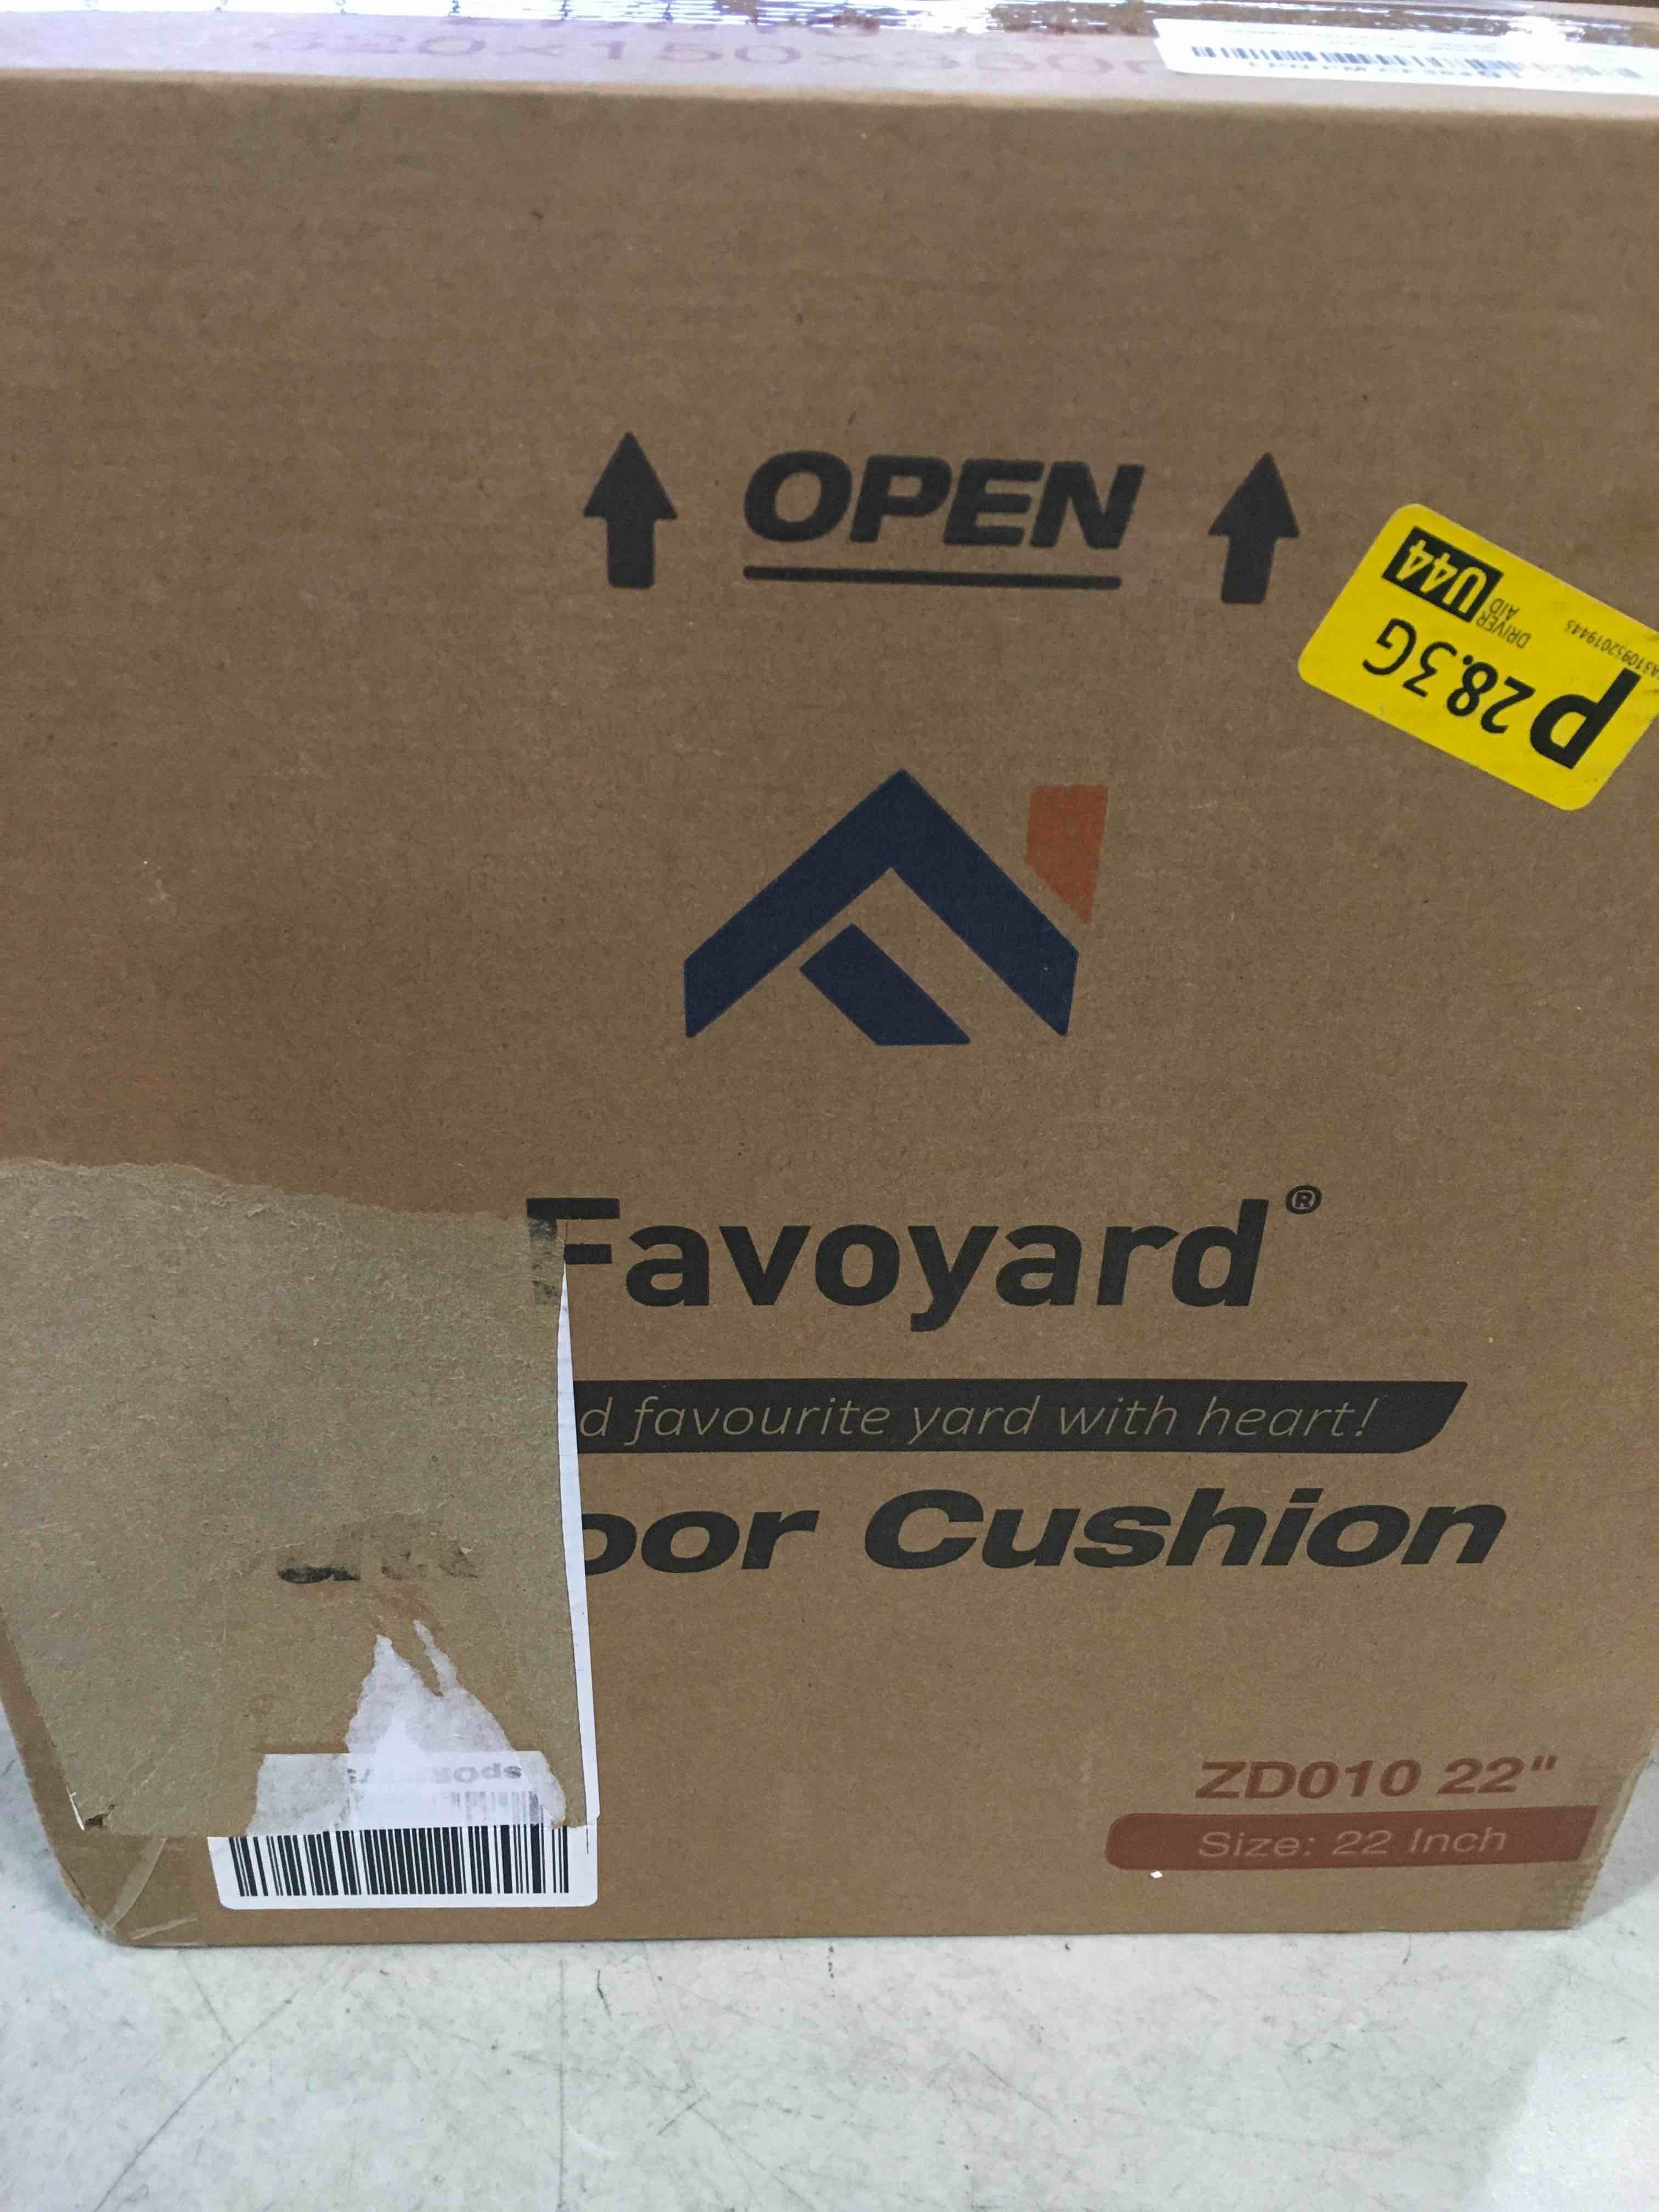 OPEN
U44
DRIVER
AID
P28.3G
Favoyard®
d favourite yard with heart!
oor Cushion
ZD010 22"
Size: 22 Inch